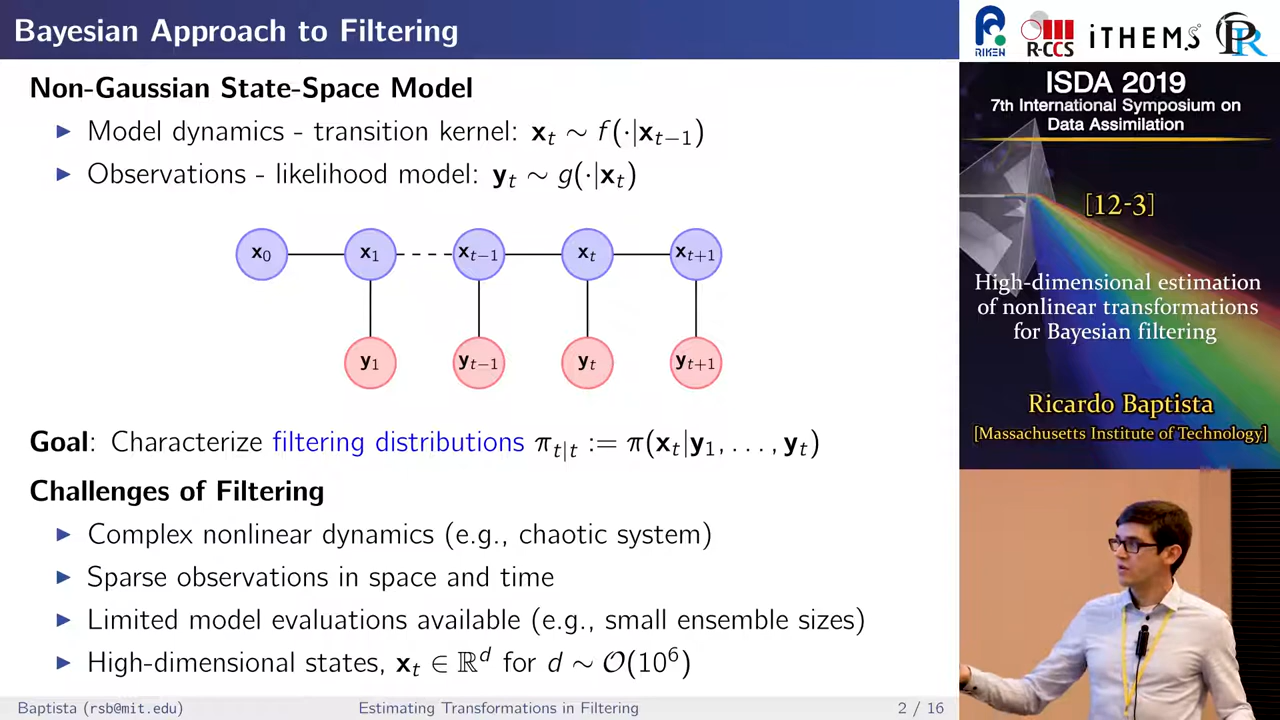 Bayesian Approach to Filtering
Non-Gaussian State-Space Model
▶ Model dynamics - transition kernel: x_t ∼ f(·|x_{t−1})
▶ Observations - likelihood model: y_t ∼ g(·|x_t)
x_0 x_1 x_{t−1} x_t x_{t+1}
y_1 y_{t−1} y_t y_{t+1}
Goal: Characterize filtering distributions π_{t|t} := π(x_t|y_1, . . . , y_t)
Challenges of Filtering
▶ Complex nonlinear dynamics (e.g., chaotic system)
▶ Sparse observations in space and time
▶ Limited model evaluations available (e.g., small ensemble sizes)
▶ High-dimensional states, x_t ∈ ℝ^d for d ∼ 𝒪(10^6)
Baptista (rsb@mit.edu) Estimating Transformations in Filtering 2 / 16
RIKEN R-CCS iTHEMS
ISDA 2019
7th International Symposium on
Data Assimilation
[12-3]
High-dimensional estimation
of nonlinear transformations
for Bayesian filtering
Ricardo Baptista
[Massachusetts Institute of Technology]